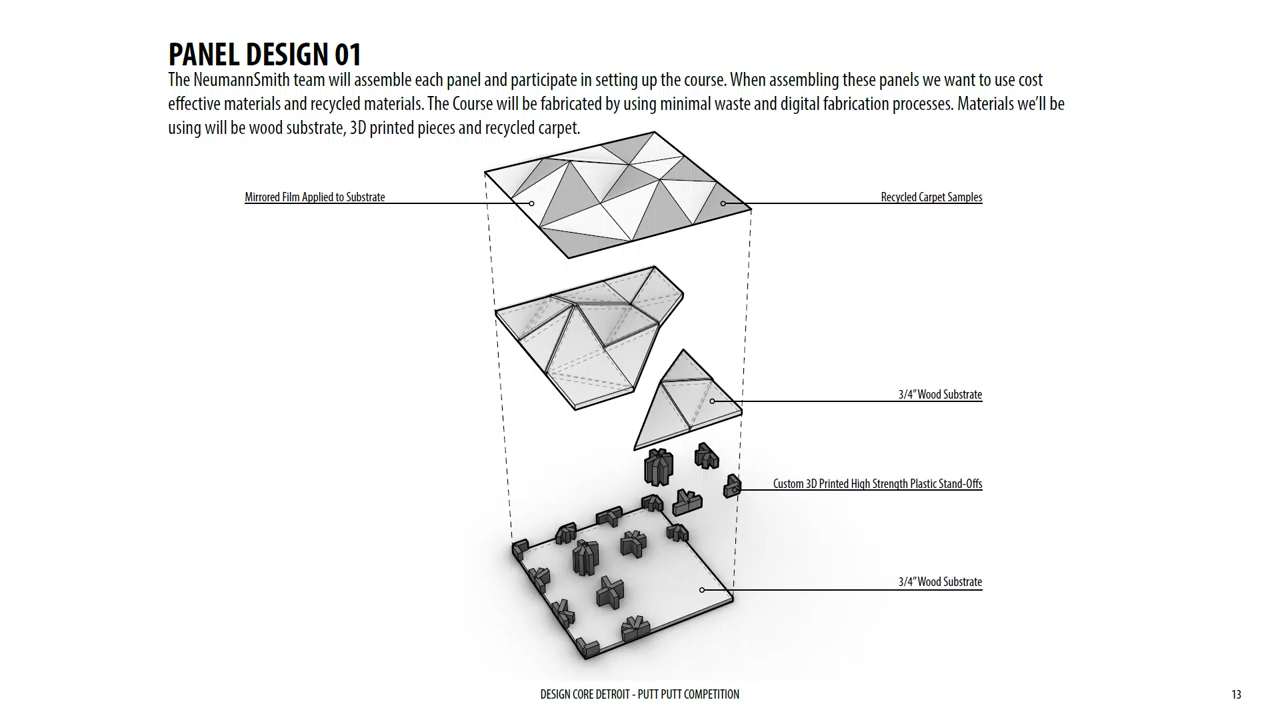 PANEL DESIGN 01
The NeumannSmith team will assemble each panel and participate in setting up the course. When assembling these panels we want to use cost
effective materials and recycled materials. The Course will be fabricated by using minimal waste and digital fabrication processes. Materials we’ll be
using will be wood substrate, 3D printed pieces and recycled carpet.
Mirrored Film Applied to Substrate
Recycled Carpet Samples
3/4” Wood Substrate
Custom 3D Printed High Strength Plastic Stand-Offs
3/4” Wood Substrate
DESIGN CORE DETROIT - PUTT PUTT COMPETITION
13